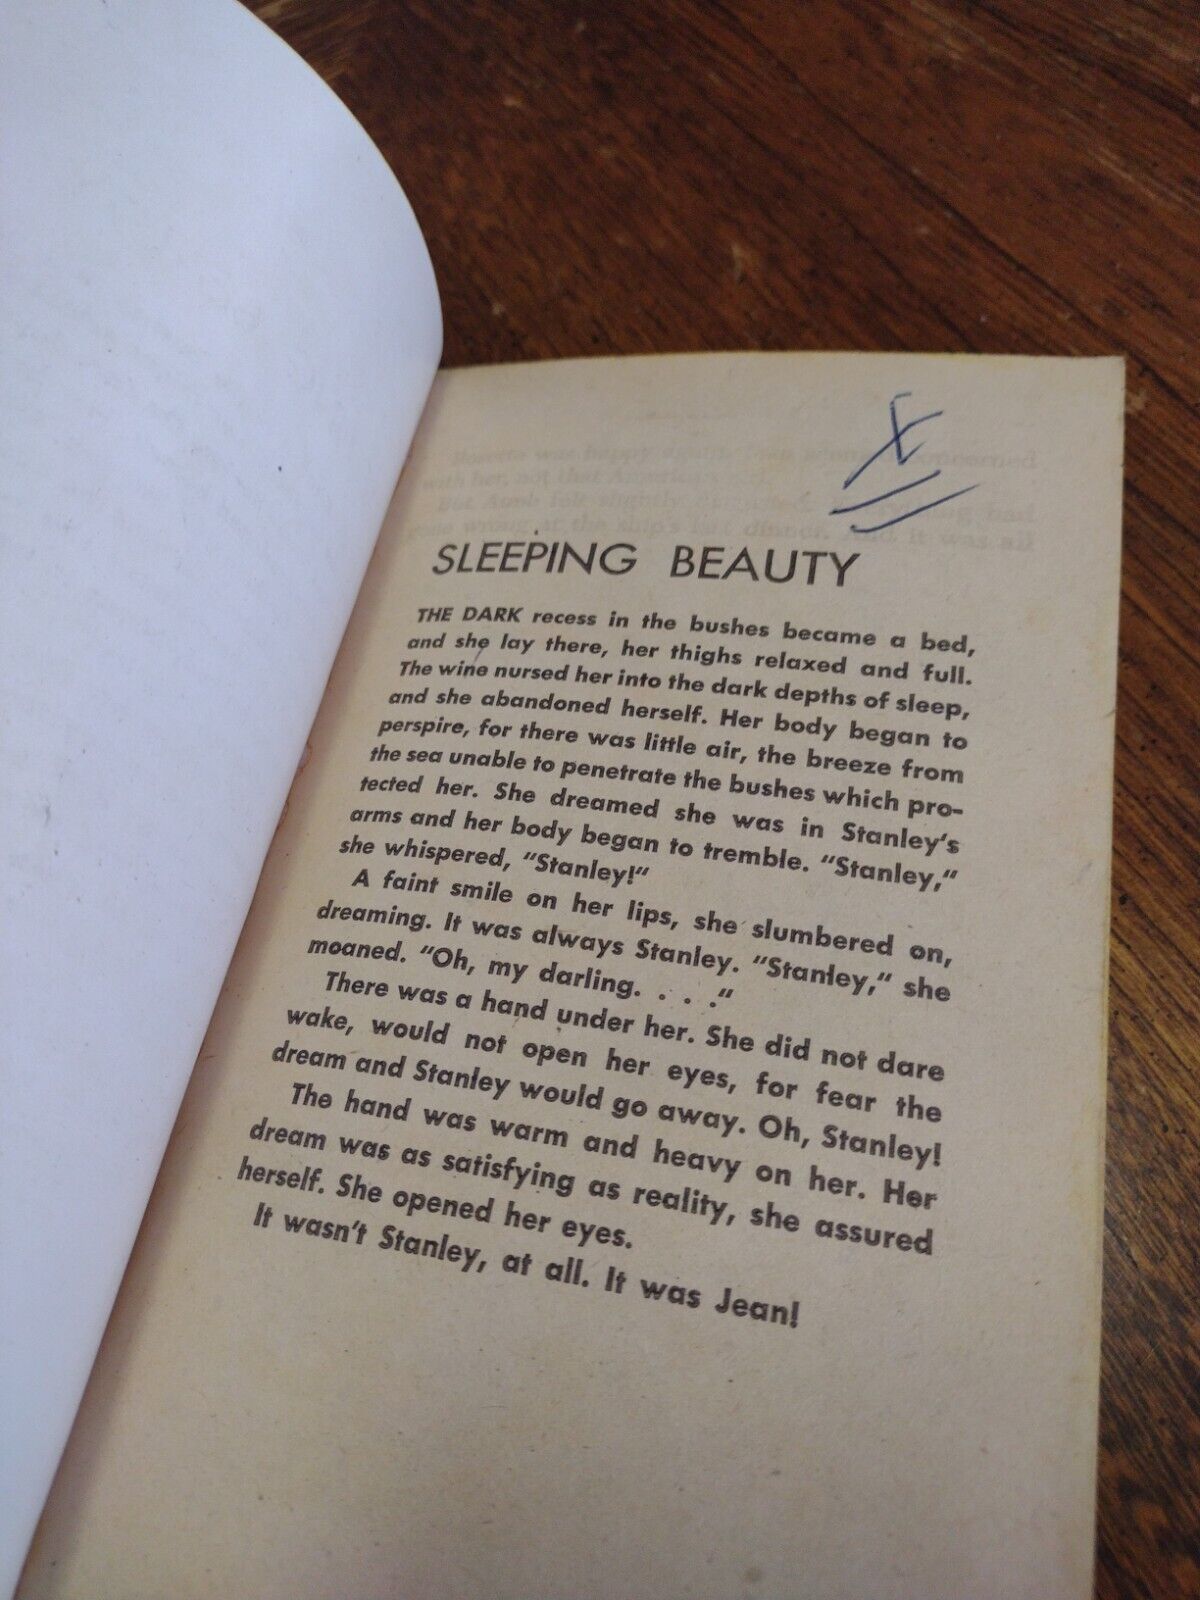 X
SLEEPING BEAUTY
THE DARK recess in the bushes became a bed,
and she lay there, her thighs relaxed and full.
The wine nursed her into the dark depths of sleep,
and she abandoned herself. Her body began to
perspire, for there was little air, the breeze from
the sea unable to penetrate the bushes which pro-
tected her. She dreamed she was in Stanley's
arms and her body began to tremble. "Stanley,"
she whispered, "Stanley!"
A faint smile on her lips, she slumbered on,
dreaming. It was always Stanley. "Stanley," she
moaned. "Oh, my darling. . . ."
There was a hand under her. She did not dare
wake, would not open her eyes, for fear the
dream and Stanley would go away. Oh, Stanley!
The hand was warm and heavy on her. Her
dream was as satisfying as reality, she assured
herself. She opened her eyes.
It wasn't Stanley, at all. It was Jean!